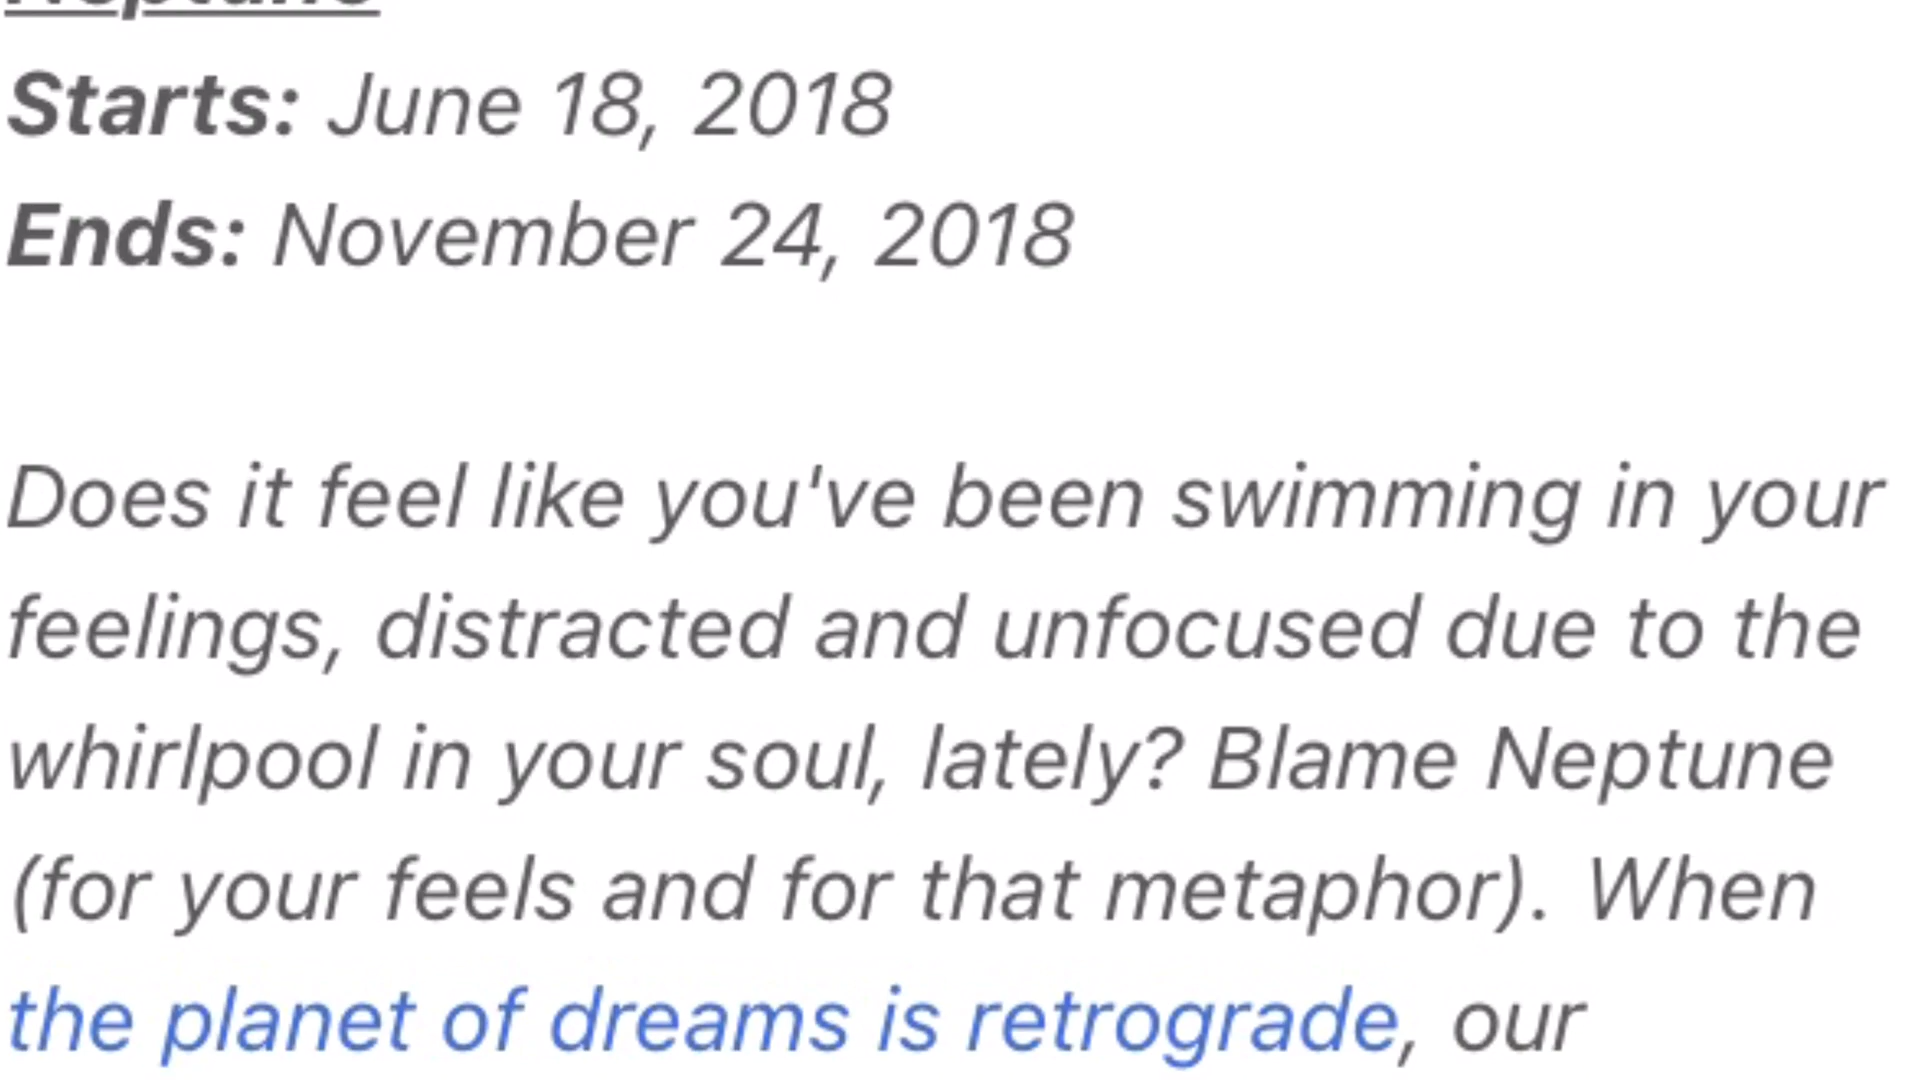 Neptune
Starts: June 18, 2018
Ends: November 24, 2018
Does it feel like you've been swimming in your
feelings, distracted and unfocused due to the
whirlpool in your soul, lately? Blame Neptune
(for your feels and for that metaphor). When
the planet of dreams is retrograde, our